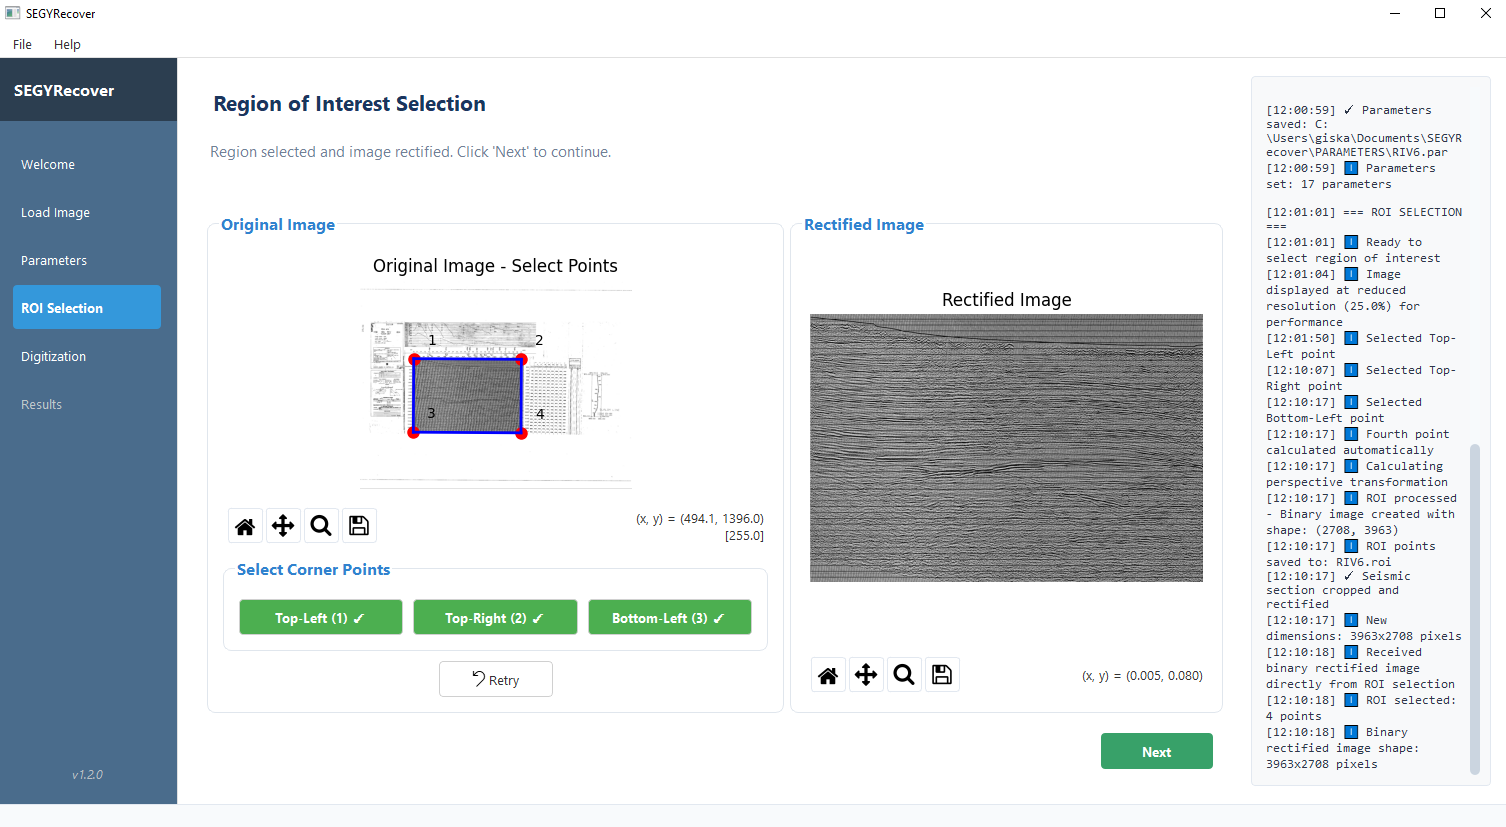 SEGYRecover
File Help
SEGYRecover
Welcome
Load Image
Parameters
ROI Selection
Digitization
Results
v1.2.0
Region of Interest Selection
Region selected and image rectified. Click 'Next' to continue.
Original Image
Original Image - Select Points
1 2
3 4
(x, y) = (494.1, 1396.0)
[255.0]
Select Corner Points
Top-Left (1) ✓ Top-Right (2) ✓ Bottom-Left (3) ✓
Retry
Rectified Image
Rectified Image
(x, y) = (0.005, 0.080)
Next
[12:00:59] ✓ Parameters
saved: C:
\Users\giska\Documents\SEGYR
ecover\PARAMETERS\RIV6.par
[12:00:59] ℹ Parameters
set: 17 parameters
[12:01:01] === ROI SELECTION
===
[12:01:01] ℹ Ready to
select region of interest
[12:01:04] ℹ Image
displayed at reduced
resolution (25.0%) for
performance
[12:01:50] ℹ Selected Top-
Left point
[12:10:07] ℹ Selected Top-
Right point
[12:10:17] ℹ Selected
Bottom-Left point
[12:10:17] ℹ Fourth point
calculated automatically
[12:10:17] ℹ Calculating
perspective transformation
[12:10:17] ℹ ROI processed
- Binary image created with
shape: (2708, 3963)
[12:10:17] ℹ ROI points
saved to: RIV6.roi
[12:10:17] ✓ Seismic
section cropped and
rectified
[12:10:17] ℹ New
dimensions: 3963x2708 pixels
[12:10:18] ℹ Received
binary rectified image
directly from ROI selection
[12:10:18] ℹ ROI selected:
4 points
[12:10:18] ℹ Binary
rectified image shape:
3963x2708 pixels